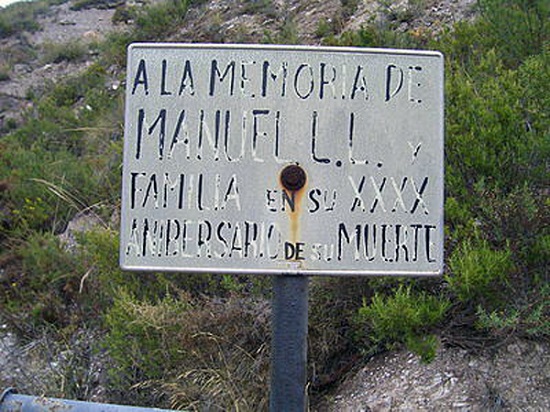 A LA MEMORIA DE
MANUEL L.L. Y
FAMILIA EN SU XXXX
ANIBERSARIO DE SU MUERTE